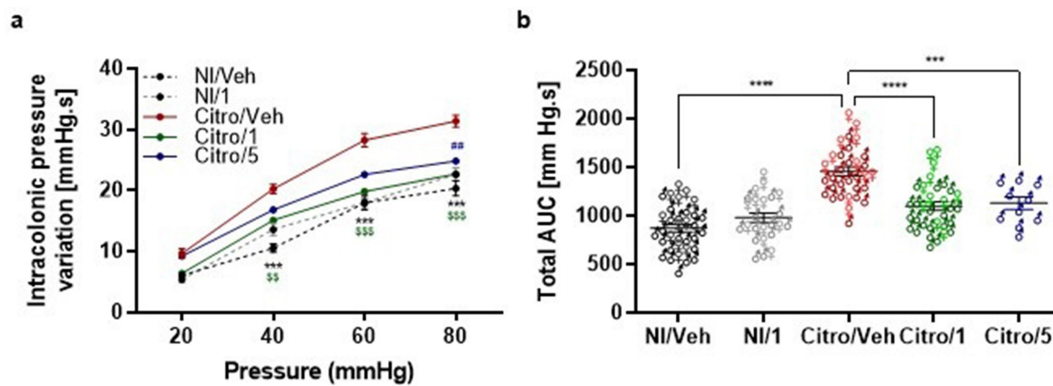 a
Intracolonic pressure
variation [mmHg.s]
40
30
20
10
0
NI/Veh
NI/1
Citro/Veh
Citro/1
Citro/5
***
$$
***
$$$
##
***
$$$
20 40 60 80
Pressure (mmHg)
b
Total AUC [mm Hg.s]
2500
2000
1500
1000
500
0
****
***
****
NI/Veh NI/1 Citro/Veh Citro/1 Citro/5